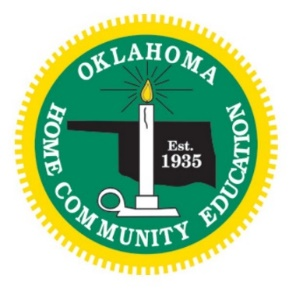 OKLAHOMA
HOME COMMUNITY EDUCATION
Est.
1935